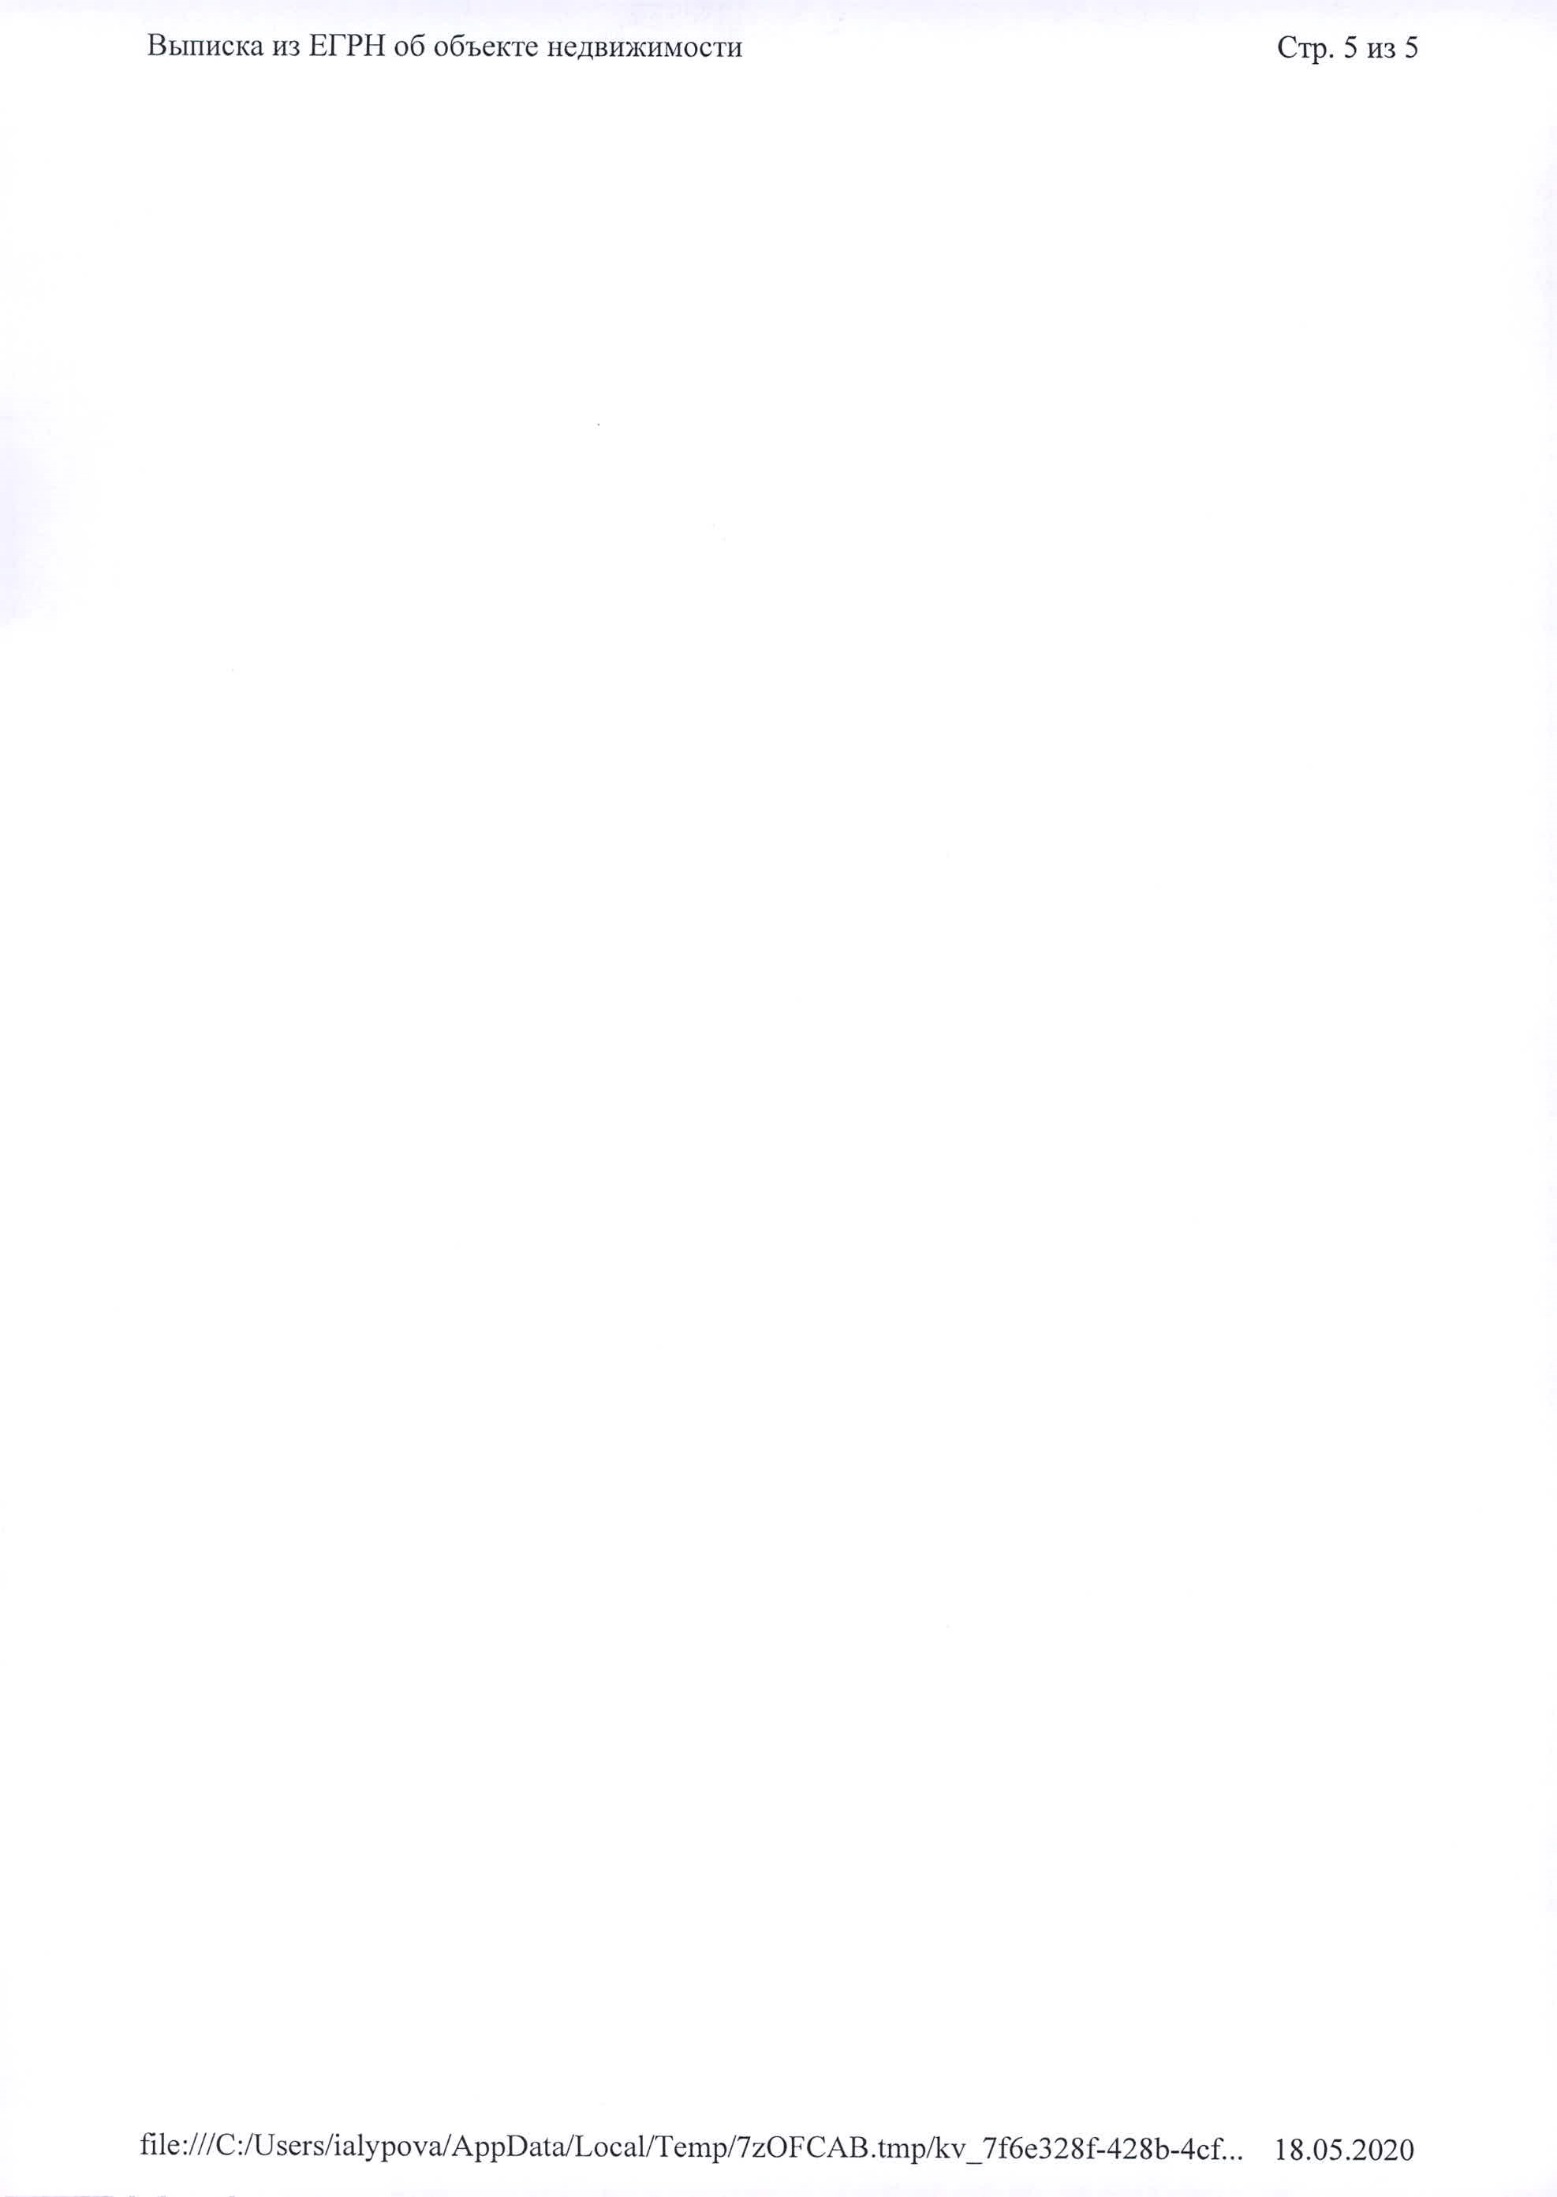 Выписка из ЕГРН об объекте недвижимости Стр. 5 из 5
file:///C:/Users/ialypova/AppData/Local/Temp/7zOFCAB.tmp/kv_7f6e328f-428b-4cf... 18.05.2020